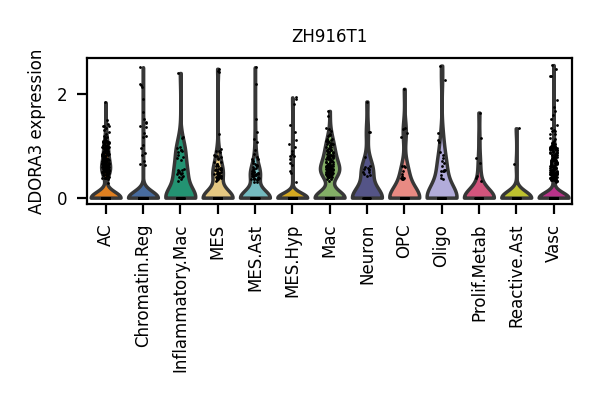 ZH916T1
ADORA3 expression
2
0
AC
Chromatin.Reg
Inflammatory.Mac
MES
MES.Ast
MES.Hyp
Mac
Neuron
OPC
Oligo
Prolif.Metab
Reactive.Ast
Vasc